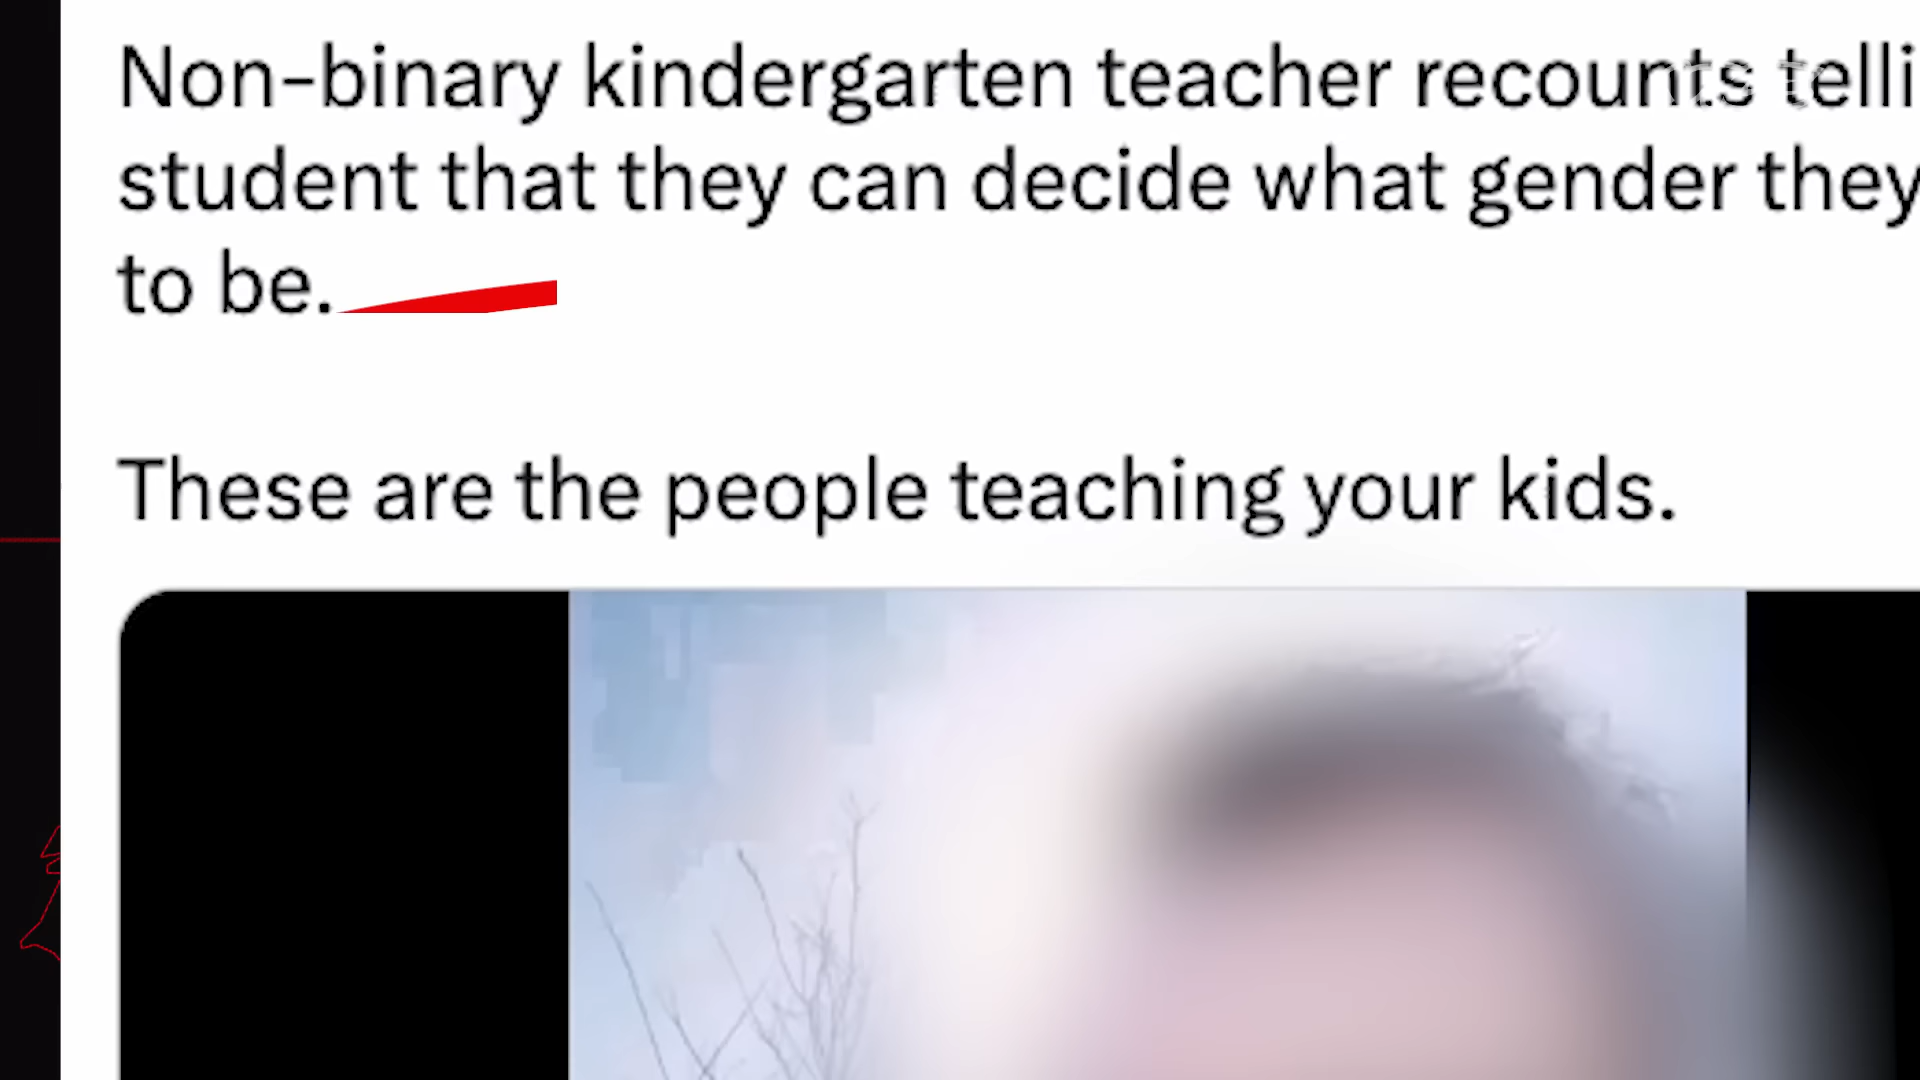 Non-binary kindergarten teacher recounts telli
student that they can decide what gender they
to be.
These are the people teaching your kids.